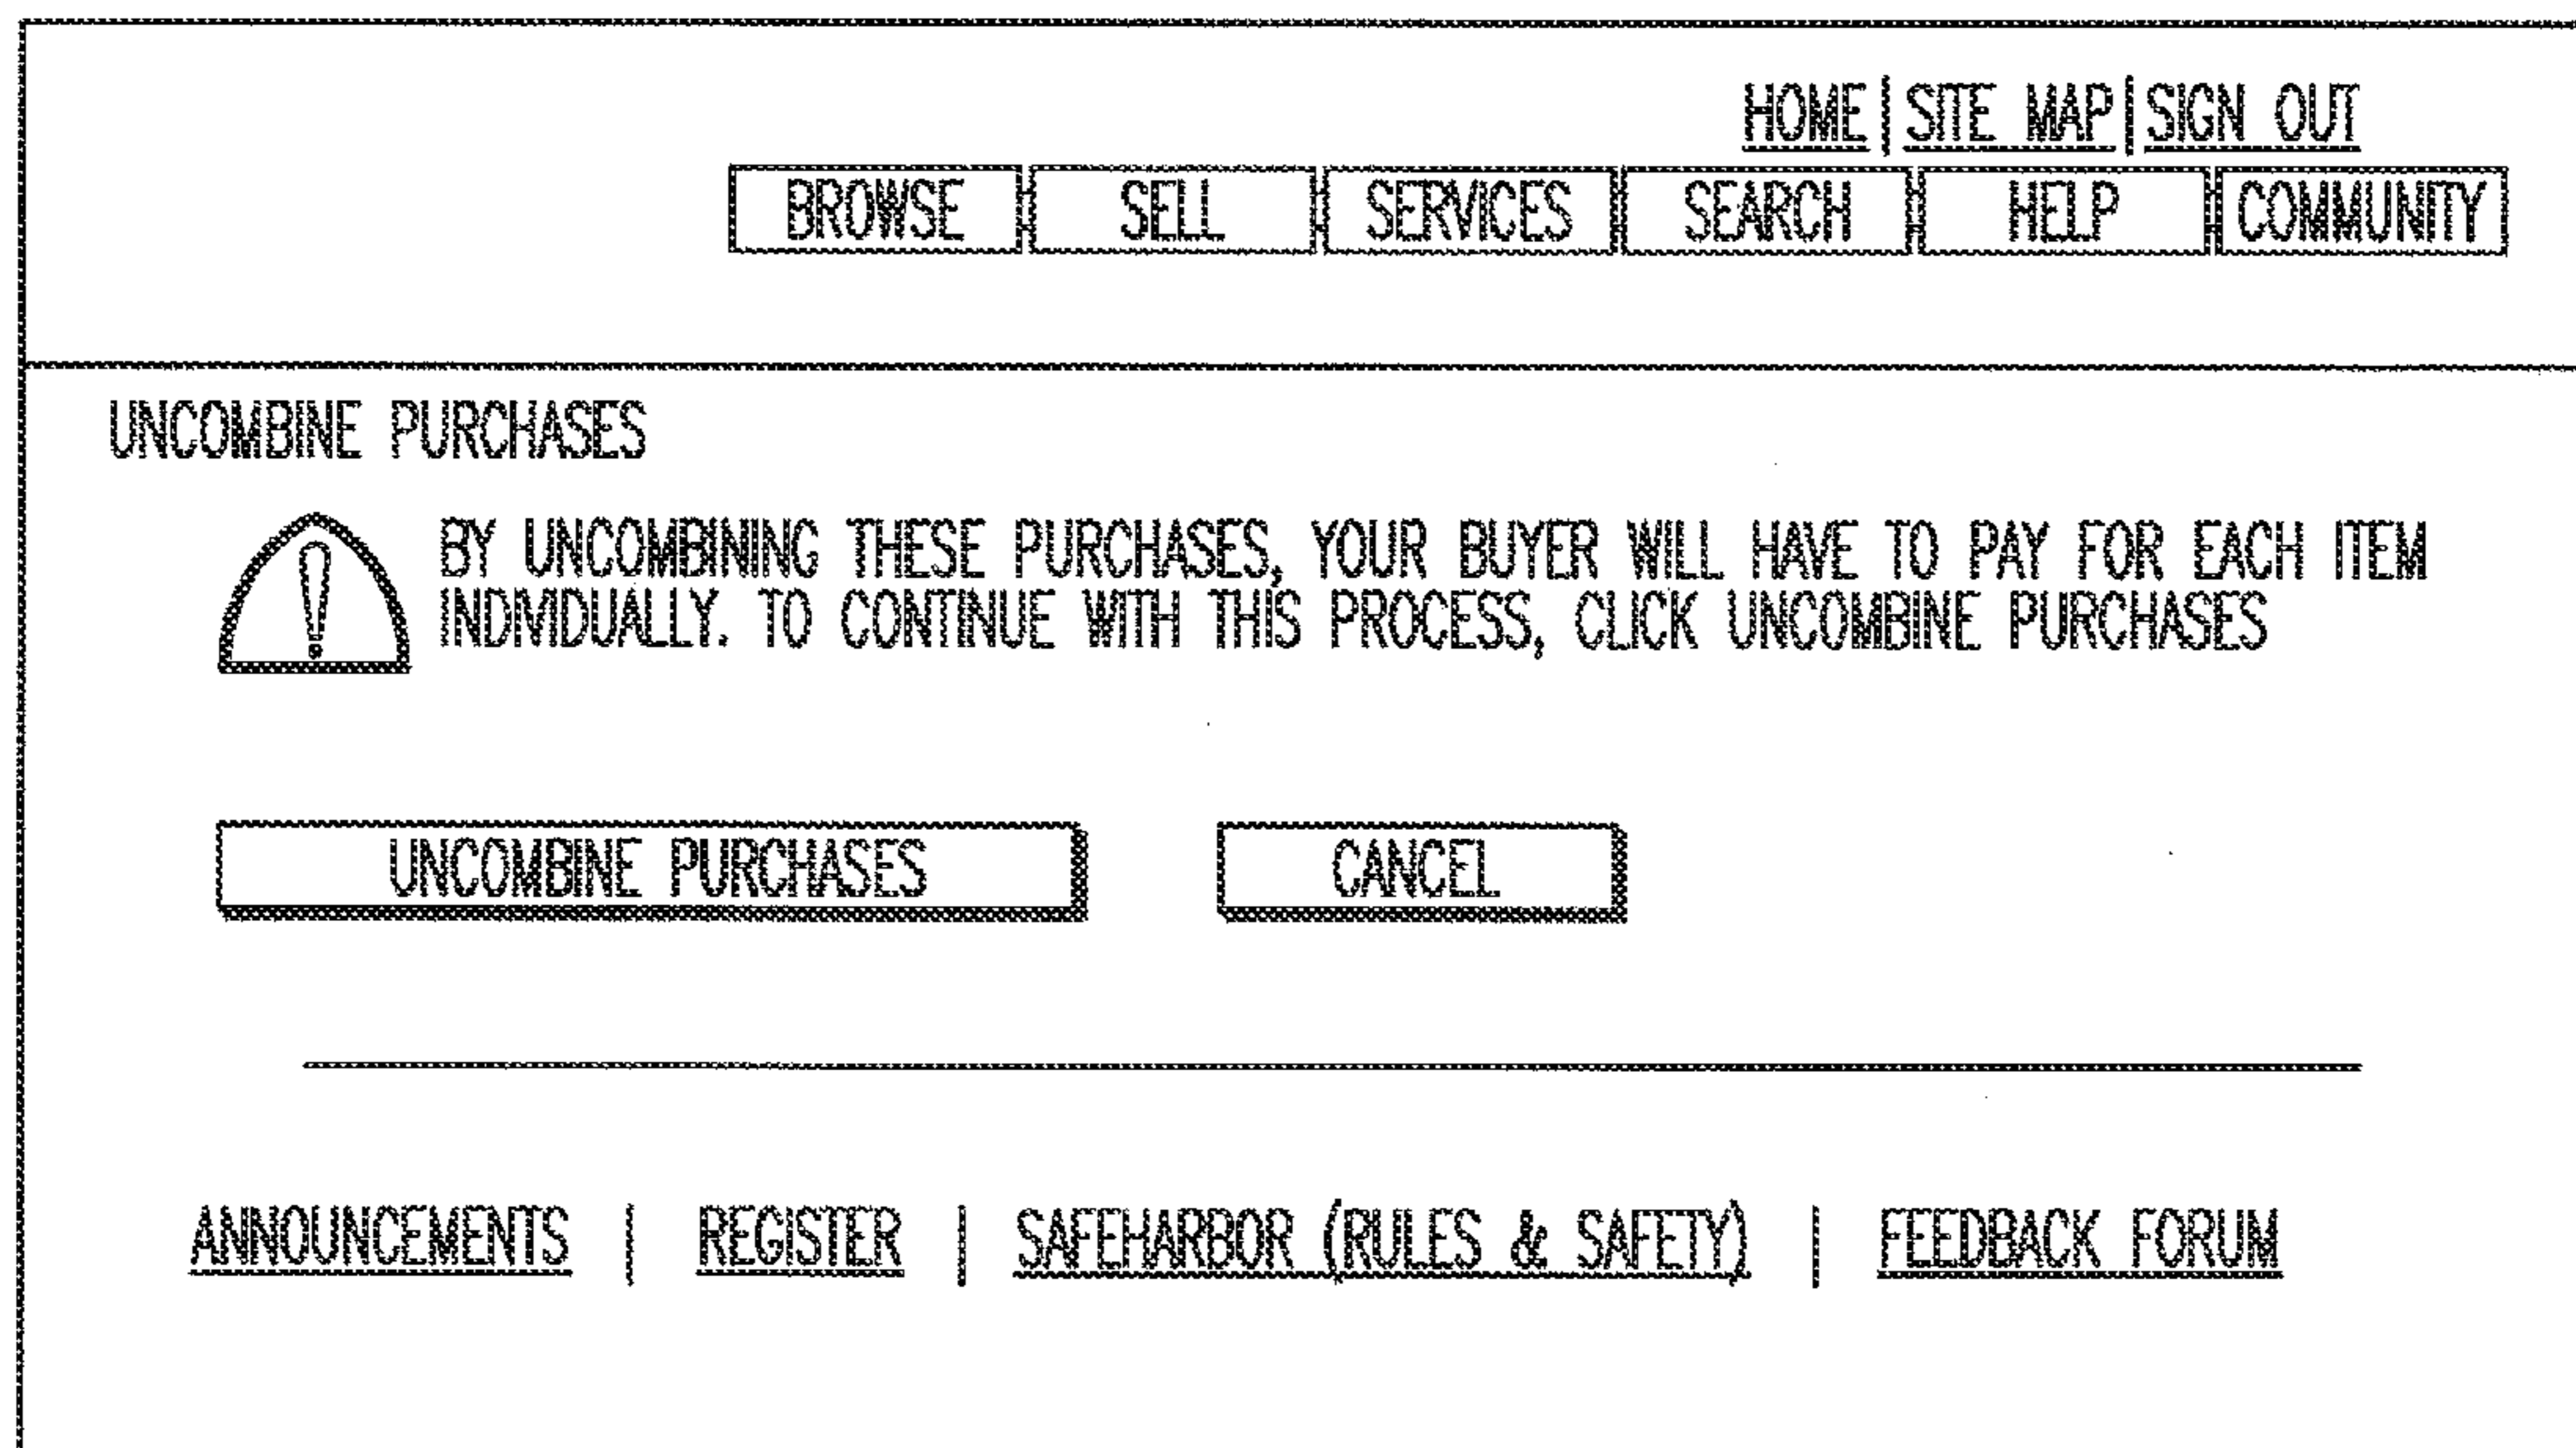 HOME | SITE MAP | SIGN OUT
BROWSE SELL SERVICES SEARCH HELP COMMUNITY
UNCOMBINE PURCHASES
BY UNCOMBINING THESE PURCHASES, YOUR BUYER WILL HAVE TO PAY FOR EACH ITEM
INDIVIDUALLY. TO CONTINUE WITH THIS PROCESS, CLICK UNCOMBINE PURCHASES
UNCOMBINE PURCHASES CANCEL
ANNOUNCEMENTS | REGISTER | SAFEHARBOR (RULES & SAFETY) | FEEDBACK FORUM